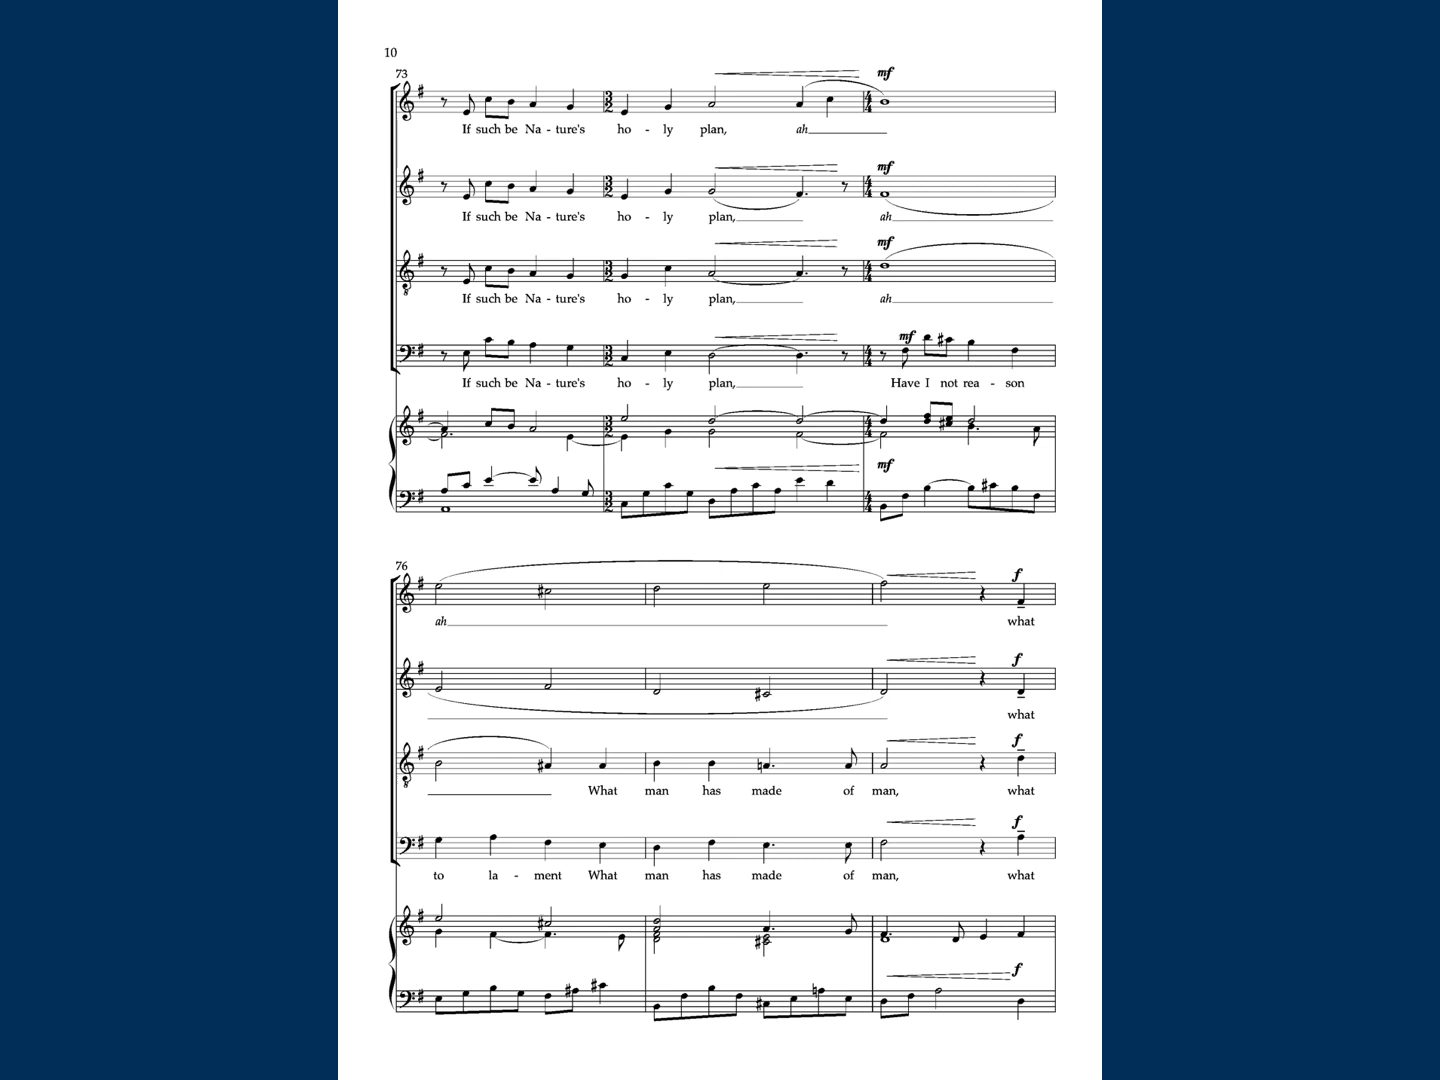 10
73
mf
If such be Na - ture's ho - ly plan, ah
mf
If such be Na - ture's ho - ly plan, ah
mf
If such be Na - ture's ho - ly plan, ah
mf
If such be Na - ture's ho - ly plan, Have I not rea - son
mf
76
f
ah what
f
what
f
What man has made of man, what
f
to la - ment What man has made of man, what
f